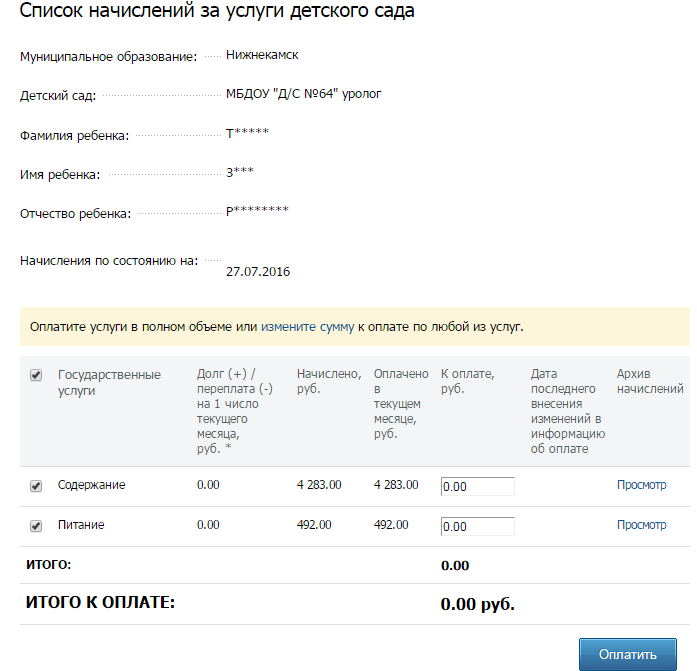 Список начислений за услуги детского сада
Муниципальное образование: Нижнекамск
Детский сад: МБДОУ "Д/С №64" уролог
Фамилия ребенка: Т*****
Имя ребенка: З***
Отчество ребенка: Р********
Начисления по состоянию на:
27.07.2016
Оплатите услуги в полном объеме или измените сумму к оплате по любой из услуг.
Государственные услуги
Долг (+) / переплата (-) на 1 число текущего месяца, руб. *
Начислено, руб.
Оплачено в текущем месяце, руб.
К оплате, руб.
Дата последнего внесения изменений в информацию об оплате
Архив начислений
Содержание 0.00 4 283.00 4 283.00 0.00 Просмотр
Питание 0.00 492.00 492.00 0.00 Просмотр
ИТОГО: 0.00
ИТОГО К ОПЛАТЕ: 0.00 руб.
Оплатить